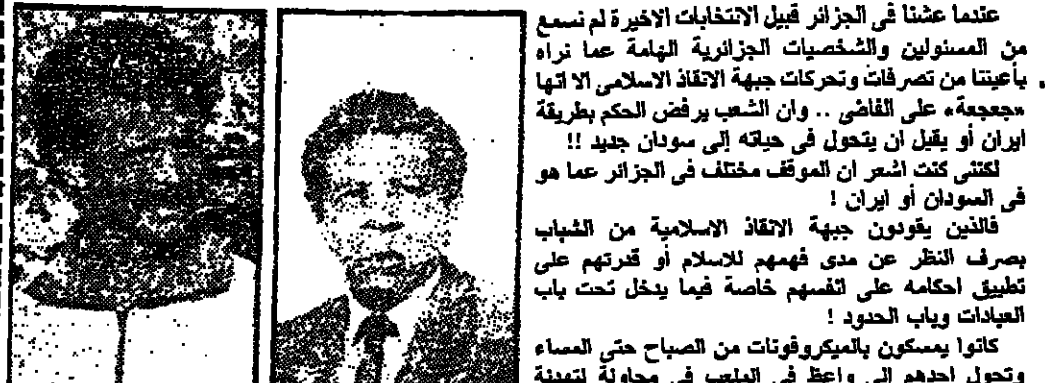 عندما عشنا فى الجزائر قبيل الانتخابات الاخيرة لم نسمع
من المسئولين والشخصيات الجزائرية الهامة عما نراه
بأعيننا من تصرفات وتحركات جبهة الانقاذ الاسلامى الا انها
«جعجعة» على الفاضى .. وان الشعب يرفض الحكم بطريقة
ايران أو يقبل ان يتحول فى حياته إلى سودان جديد !!
لكننى كنت اشعر ان الموقف مختلف فى الجزائر عما هو
فى السودان أو ايران !
فالذين يقودون جبهة الانقاذ الاسلامية من الشباب
بصرف النظر عن مدى فهمهم للاسلام أو قدرتهم على
تطبيق احكامه على انفسهم خاصة فيما يدخل تحت باب
العبادات وباب الحدود !
كانوا يمسكون بالميكروفونات من الصباح حتى المساء
وتحول احدهم إلى واعظ فى الملعب فى محاولة لتهدئة